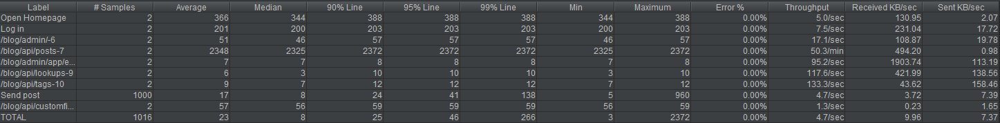 Label # Samples Average Median 90% Line 95% Line 99% Line Min Maximum Error % Throughput Received KB/sec Sent KB/sec
Open Homepage 2 366 344 388 388 388 344 388 0.00% 5.0/sec 130.95 2.07
Log in 2 201 200 203 203 203 200 203 0.00% 7.5/sec 231.04 17.72
/blog/admin/-6 2 51 46 57 57 57 46 57 0.00% 17.1/sec 108.87 19.78
/blog/api/posts-7 2 2348 2325 2372 2372 2372 2325 2372 0.00% 50.3/min 494.20 0.98
/blog/admin/app/e... 2 7 7 8 8 8 7 8 0.00% 95.2/sec 1903.74 113.19
/blog/api/lookups-9 2 6 3 10 10 10 3 10 0.00% 117.6/sec 421.99 138.56
/blog/api/tags-10 2 9 7 12 12 12 7 12 0.00% 133.3/sec 43.62 158.46
Send post 1000 17 8 24 41 138 5 960 0.00% 4.7/sec 3.72 7.39
/blog/api/customfi... 2 57 56 59 59 59 56 59 0.00% 1.3/sec 0.23 1.65
TOTAL 1016 23 8 25 46 266 3 2372 0.00% 4.7/sec 9.96 7.37